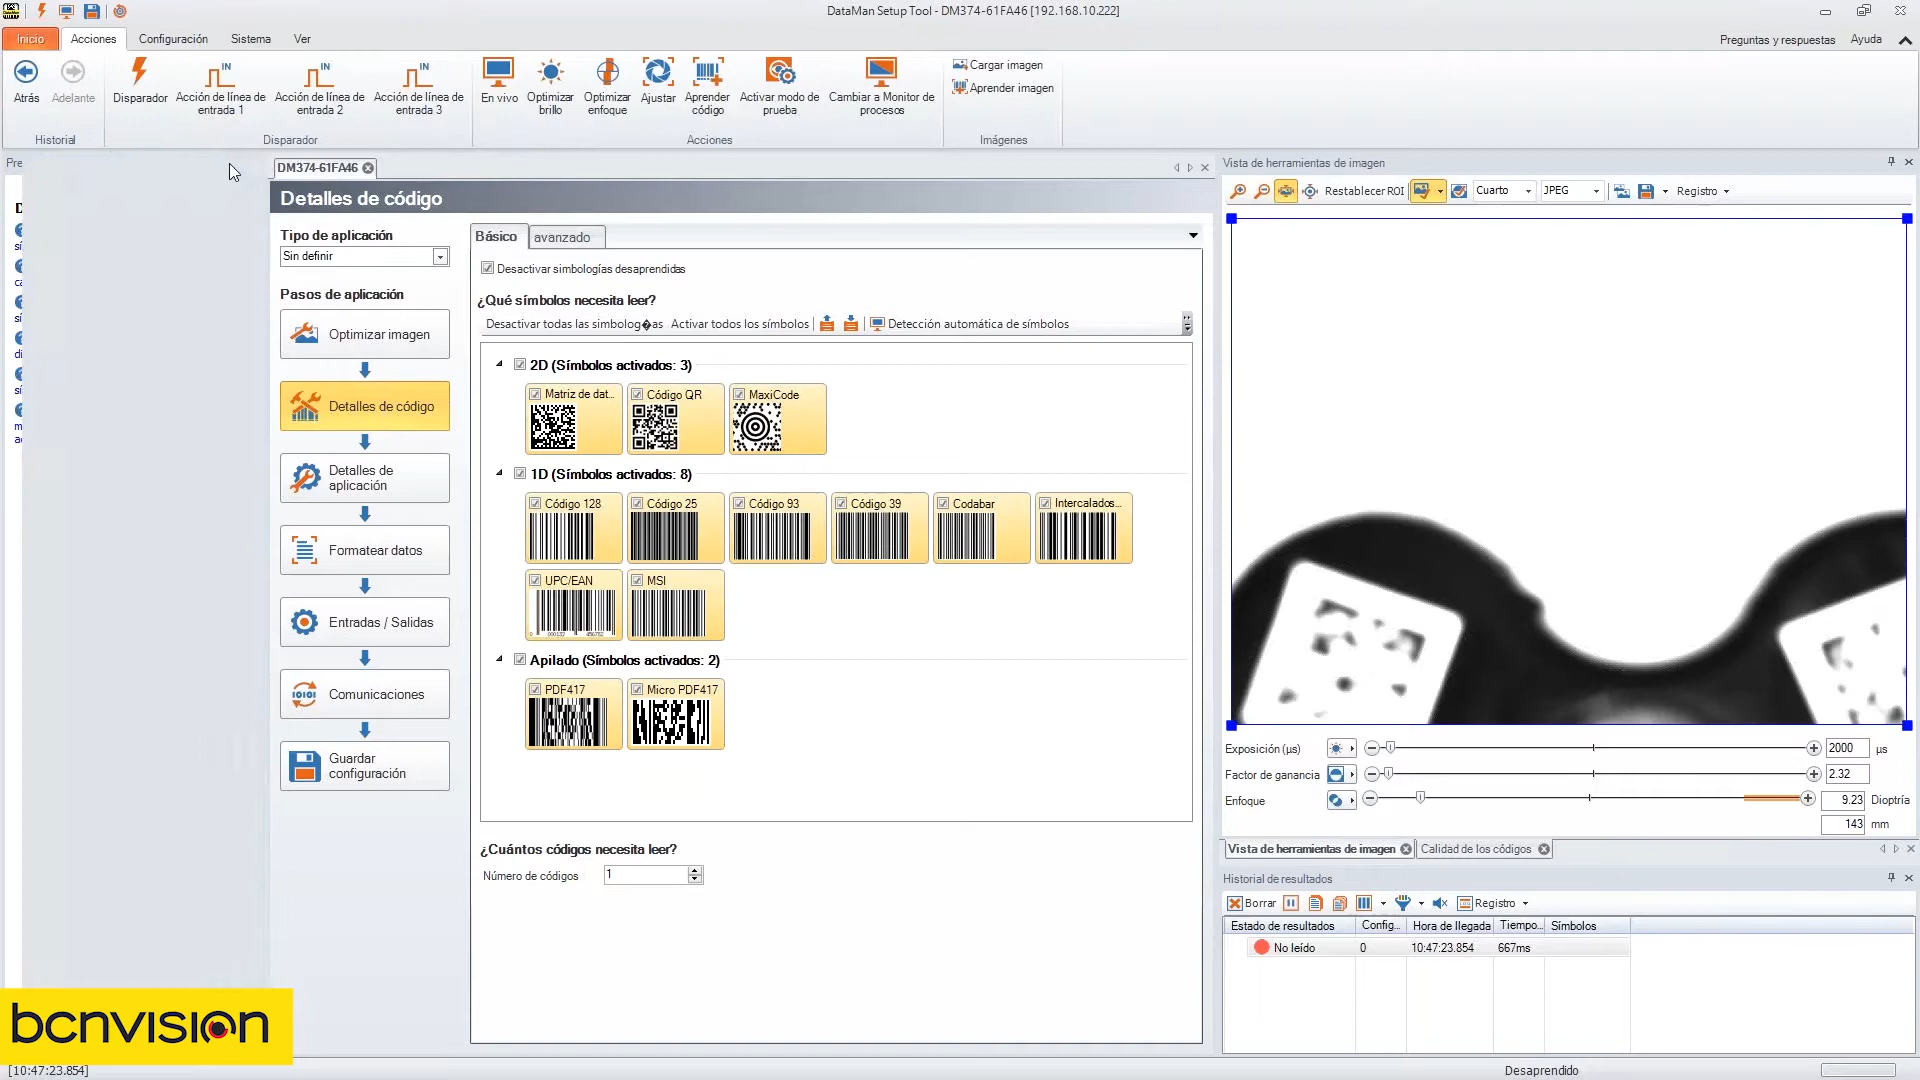 DataMan Setup Tool - DM374-61FA46 [192.168.10.222]
Inicio Acciones Configuración Sistema Ver Preguntas y respuestas Ayuda
Atrás Adelante
Historial
Disparador
Acción de línea de entrada 1
Acción de línea de entrada 2
Acción de línea de entrada 3
IN IN IN
Disparador
En vivo
Optimizar brillo
Optimizar enfoque
Ajustar
Aprender código
Activar modo de prueba
Cambiar a Monitor de procesos
Acciones
Cargar imagen
Aprender imagen
Imágenes
Pre
DM374-61FA46
Detalles de código
Tipo de aplicación
Sin definir
Pasos de aplicación
Optimizar imagen
Detalles de código
Detalles de aplicación
Formatear datos
Entradas / Salidas
Comunicaciones
Guardar configuración
Básico avanzado
Desactivar simbologías desaprendidas
¿Qué símbolos necesita leer?
Desactivar todas las simbolog�as Activar todos los símbolos Detección automática de símbolos
2D (Símbolos activados: 3)
Matriz de dat... Código QR MaxiCode
1D (Símbolos activados: 8)
Código 128 Código 25 Código 93 Código 39 Codabar Intercalados...
UPC/EAN MSI
Apilado (Símbolos activados: 2)
PDF417 Micro PDF417
¿Cuántos códigos necesita leer?
Número de códigos 1
Vista de herramientas de imagen
Restablecer ROI Cuarto JPEG Registro
Exposición (µs) 2000 µs
Factor de ganancia 2.32
Enfoque 9.23 Dioptría
143 mm
Vista de herramientas de imagen Calidad de los códigos
Historial de resultados
Borrar Registro
Estado de resultados Config... Hora de llegada Tiempo... Símbolos
No leído 0 10:47:23.854 667ms
bcnvision
[10:47:23.854] Desaprendido